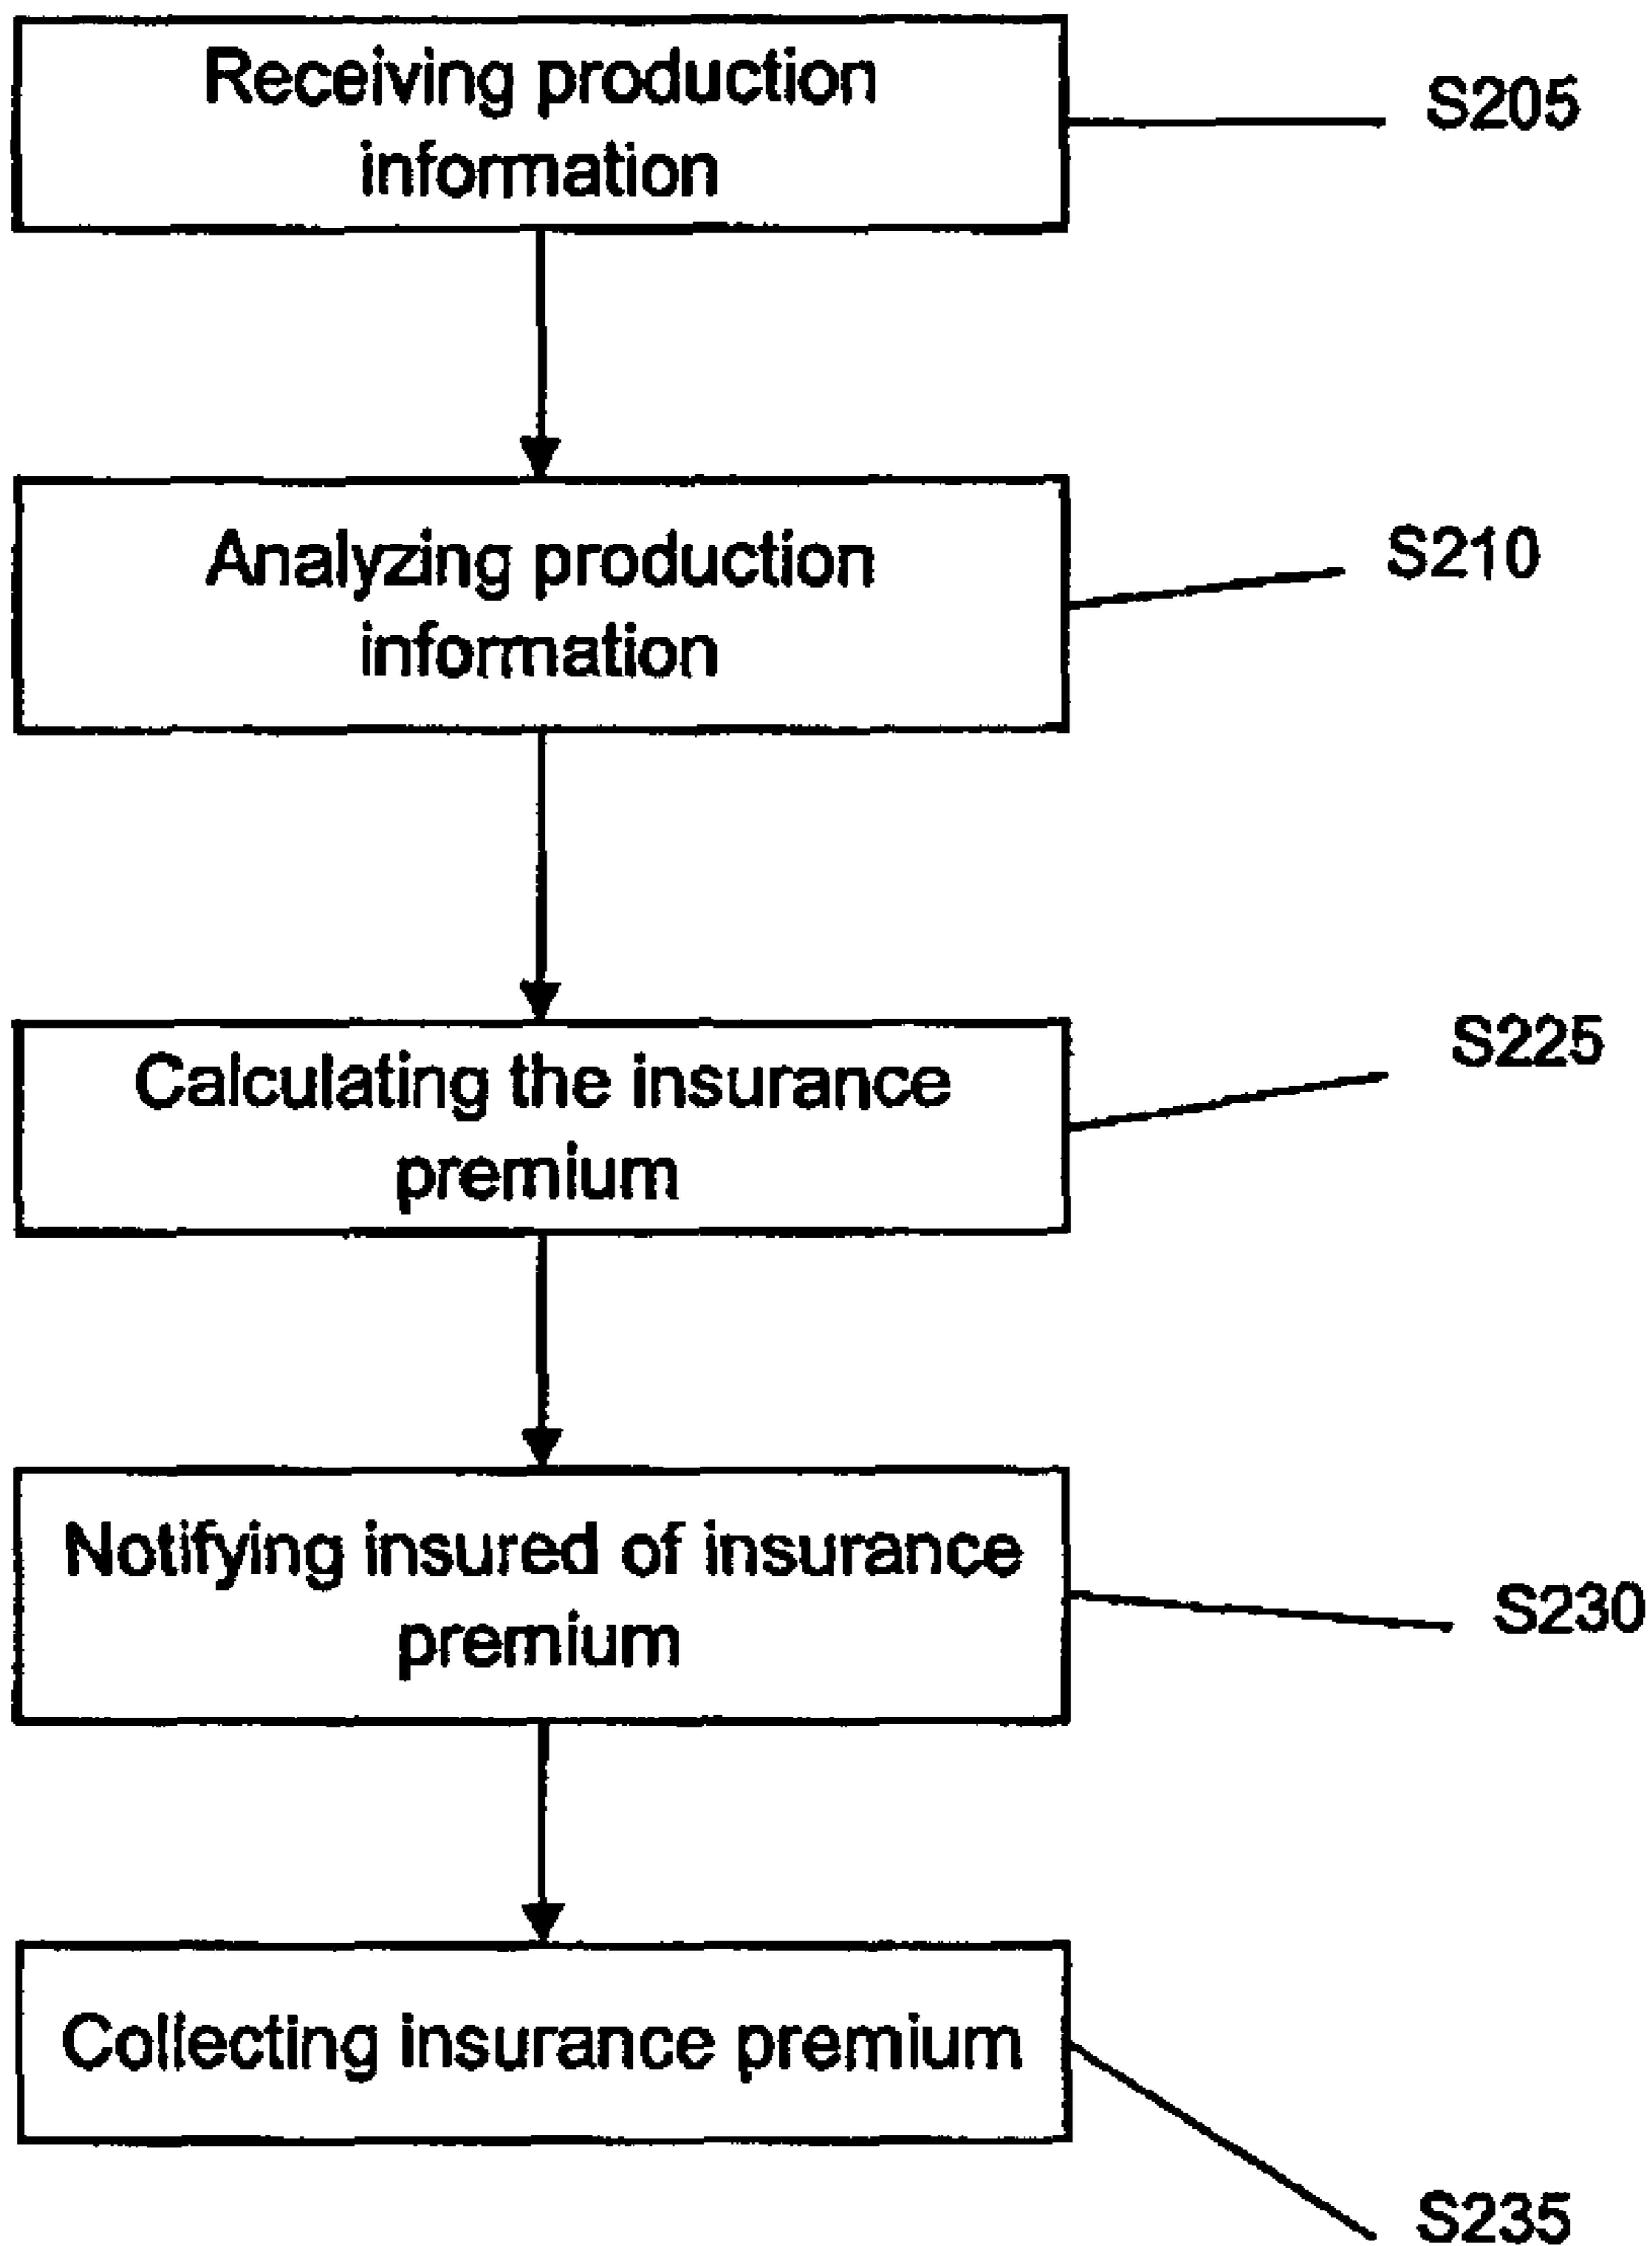 Receiving production
information
S205
Analyzing production
information
S210
Calculating the insurance
premium
S225
Notifying insured of insurance
premium
S230
Collecting insurance premium
S235